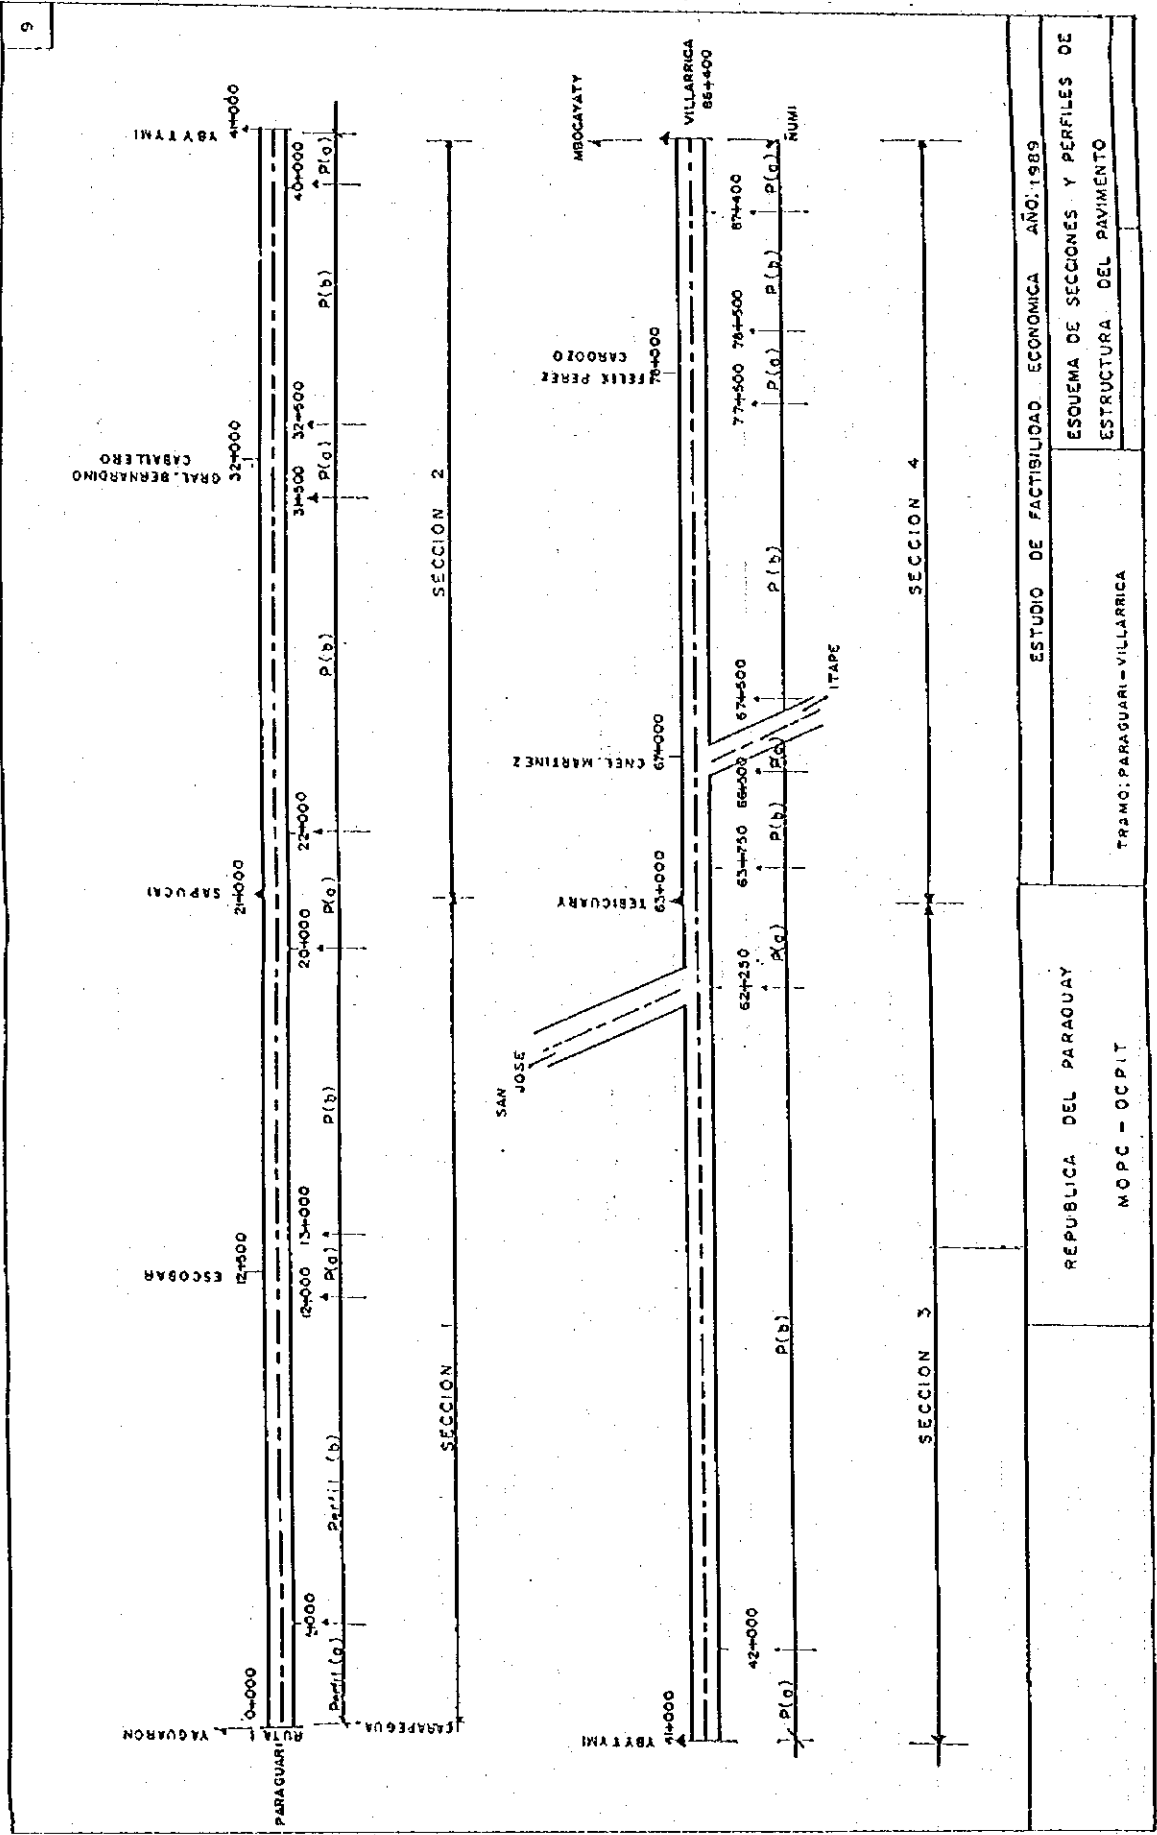 YAGUARON
RUTA 1
PARAGUARI
CARAPEGUA
0+000
ESCOBAR
12+500
SAPUCAI
21+000
GRAL. BERNARDINO
CABALLERO
32+000
YBYTYMI
41+000
12+000
13+000
20+000
22+000
31+500
32+500
40+000
Perfil (a)
Perfil (b)
P(a)
P(b)
P(a)
P(b)
P(a)
P(b)
P(a)
SECCION 1
SECCION 2
YBYTYMI
41+000
SAN
JOSE
TEBICUARY
63+000
CNEL. MARTINEZ
67+000
FELIX PEREZ
CARDOZO
78+000
MBOCAYATY
VILLARRICA
ÑUMI
42+000
62+250
63+750
66+500
67+500
77+500
78+500
87+400
P(a)
P(b)
P(a)
P(b)
P(a)
P(b)
P(a)
P(b)
P(a)
ITAPE
SECCION 3
SECCION 4
REPUBLICA DEL PARAGUAY
MOPC - OCPIT
ESTUDIO DE FACTIBILIDAD ECONOMICA AÑO: 1989
TRAMO: PARAGUARI - VILLARRICA
ESQUEMA DE SECCIONES Y PERFILES DE
ESTRUCTURA DEL PAVIMENTO